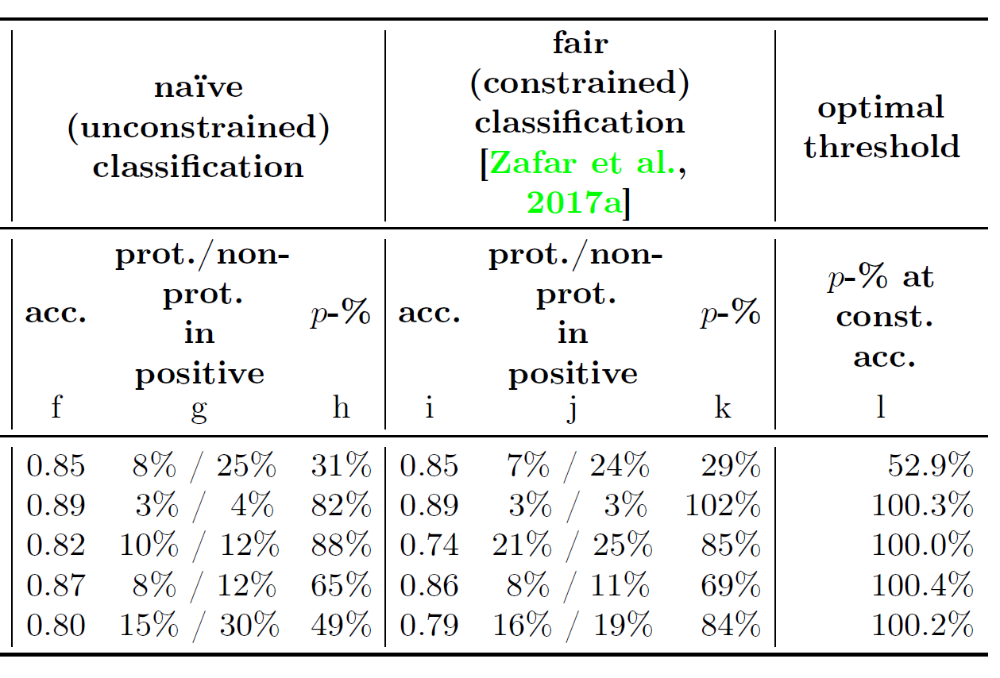 naïve
(unconstrained)
classification
fair
(constrained)
classification
[Zafar et al.,
2017a]
optimal
threshold
acc.
prot./non-
prot.
in
positive
p-%
acc.
prot./non-
prot.
in
positive
p-%
p-% at
const.
acc.
f g h i j k l
0.85 8% / 25% 31% 0.85 7% / 24% 29% 52.9%
0.89 3% / 4% 82% 0.89 3% / 3% 102% 100.3%
0.82 10% / 12% 88% 0.74 21% / 25% 85% 100.0%
0.87 8% / 12% 65% 0.86 8% / 11% 69% 100.4%
0.80 15% / 30% 49% 0.79 16% / 19% 84% 100.2%